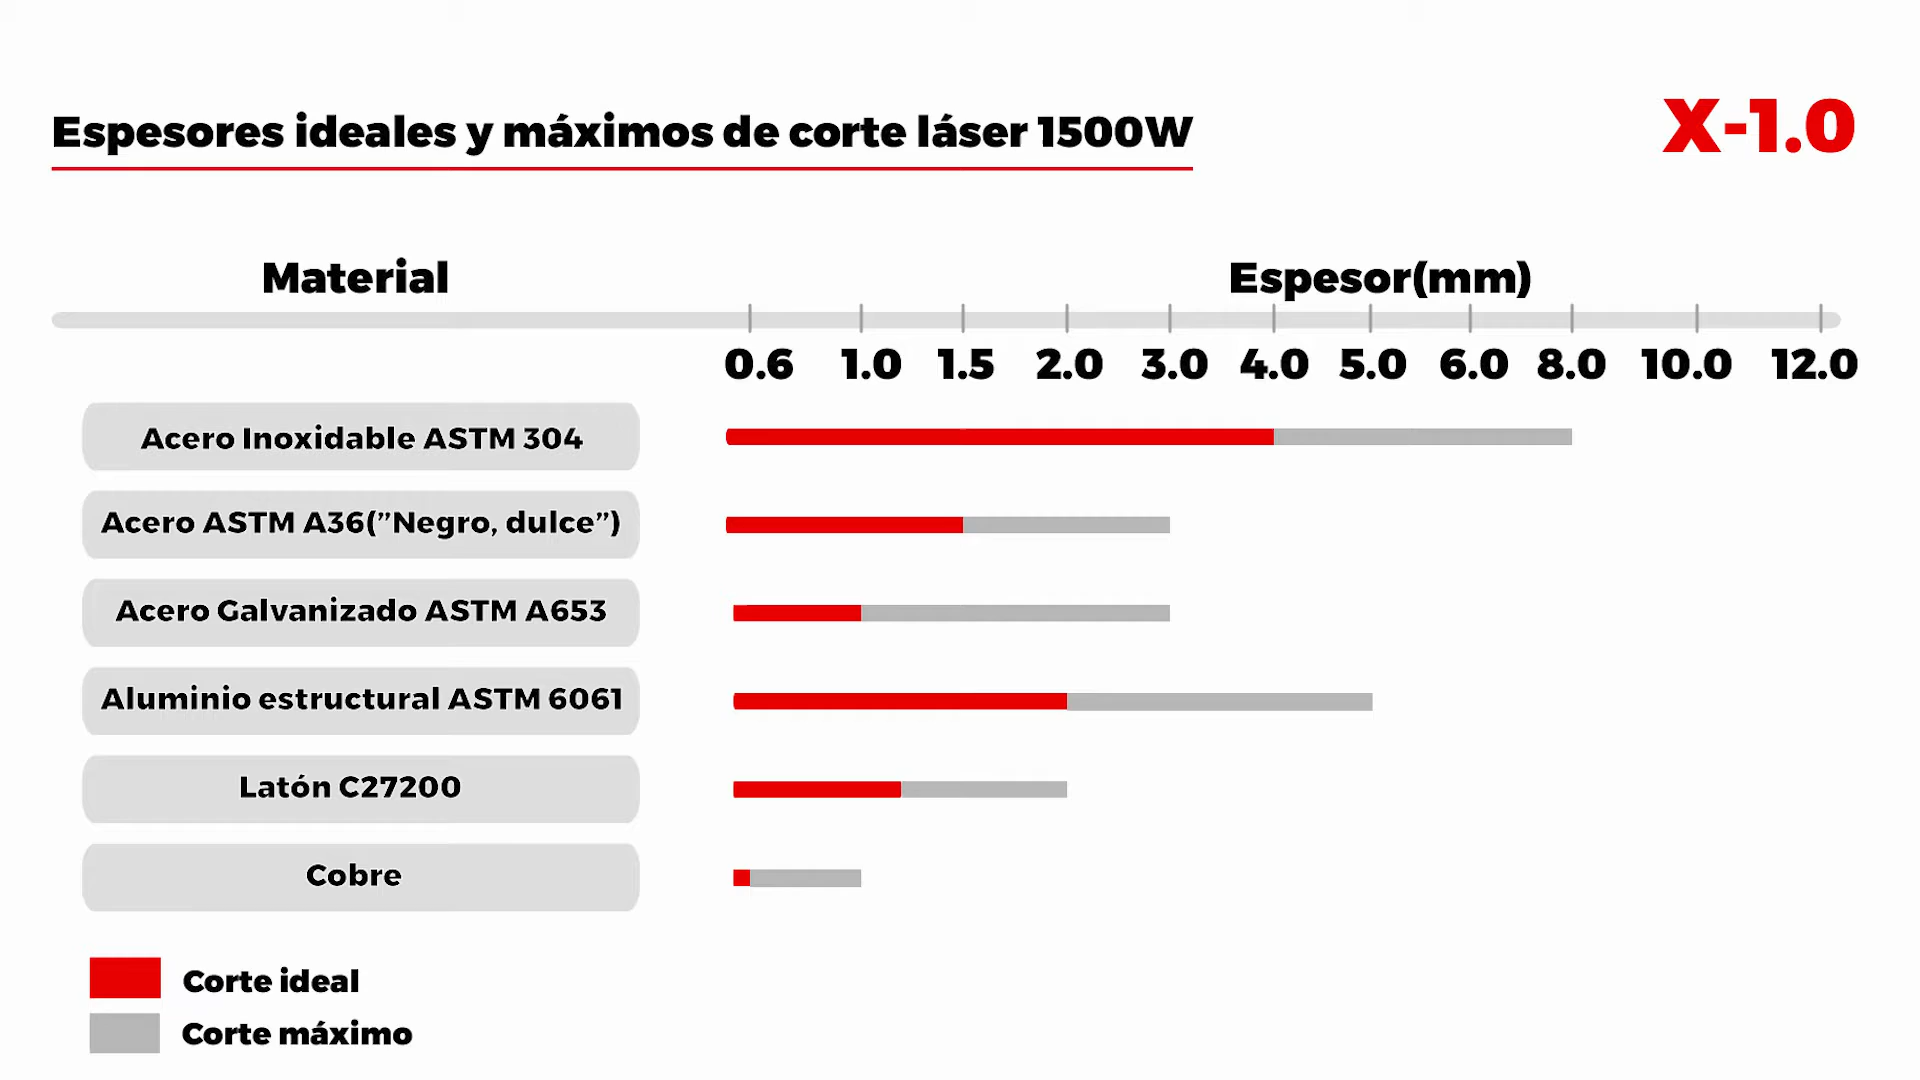 Espesores ideales y máximos de corte láser 1500W
X-1.0
Material
Espesor(mm)
0.6 1.0 1.5 2.0 3.0 4.0 5.0 6.0 8.0 10.0 12.0
Acero Inoxidable ASTM 304
Acero ASTM A36(”Negro, dulce”)
Acero Galvanizado ASTM A653
Aluminio estructural ASTM 6061
Latón C27200
Cobre
Corte ideal
Corte máximo